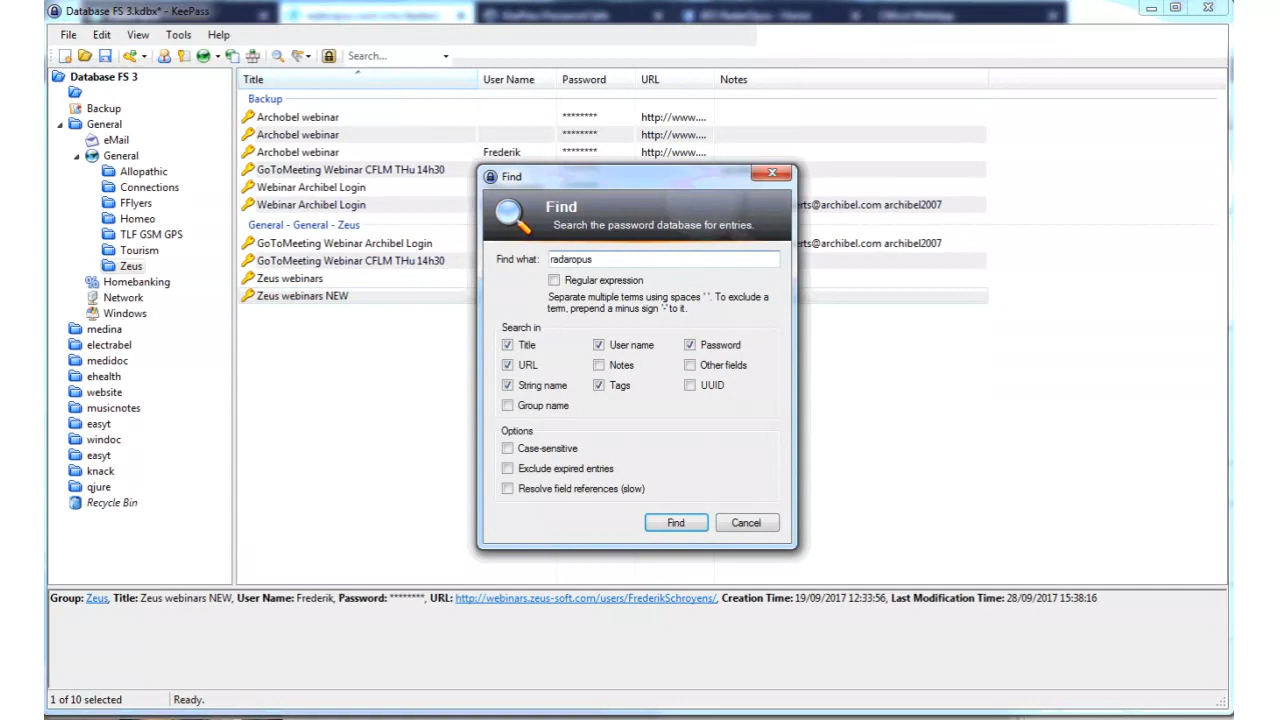 Database FS 3.kdbx* - KeePass
File Edit View Tools Help
Search...
Database FS 3
Backup
General
eMail
General
Allopathic
Connections
FFlyers
Homeo
TLF GSM GPS
Tourism
Zeus
Homebanking
Network
Windows
medina
electrabel
medidoc
ehealth
website
musicnotes
easyt
windoc
easyt
knack
qjure
Recycle Bin
Title User Name Password URL Notes
Backup
Archobel webinar ******** http://www....
Archobel webinar ******** http://www....
Archobel webinar Frederik ******** http://www....
GoToMeeting Webinar CFLM THu 14h30
Webinar Archibel Login
Webinar Archibel Login rts@archibel.com archibel2007
General - General - Zeus
GoToMeeting Webinar Archibel Login rts@archibel.com archibel2007
GoToMeeting Webinar CFLM THu 14h30
Zeus webinars
Zeus webinars NEW
Find
Find
Search the password database for entries.
Find what: radaropus
Regular expression
Separate multiple terms using spaces ' '. To exclude a
term, prepend a minus sign '-' to it.
Search in
Title User name Password
URL Notes Other fields
String name Tags UUID
Group name
Options
Case-sensitive
Exclude expired entries
Resolve field references (slow)
Find Cancel
Group: Zeus, Title: Zeus webinars NEW, User Name: Frederik, Password: ********, URL: http://webinars.zeus-soft.com/users/FrederikSchroyens/, Creation Time: 19/09/2017 12:33:56, Last Modification Time: 28/09/2017 15:38:16
1 of 10 selected Ready.